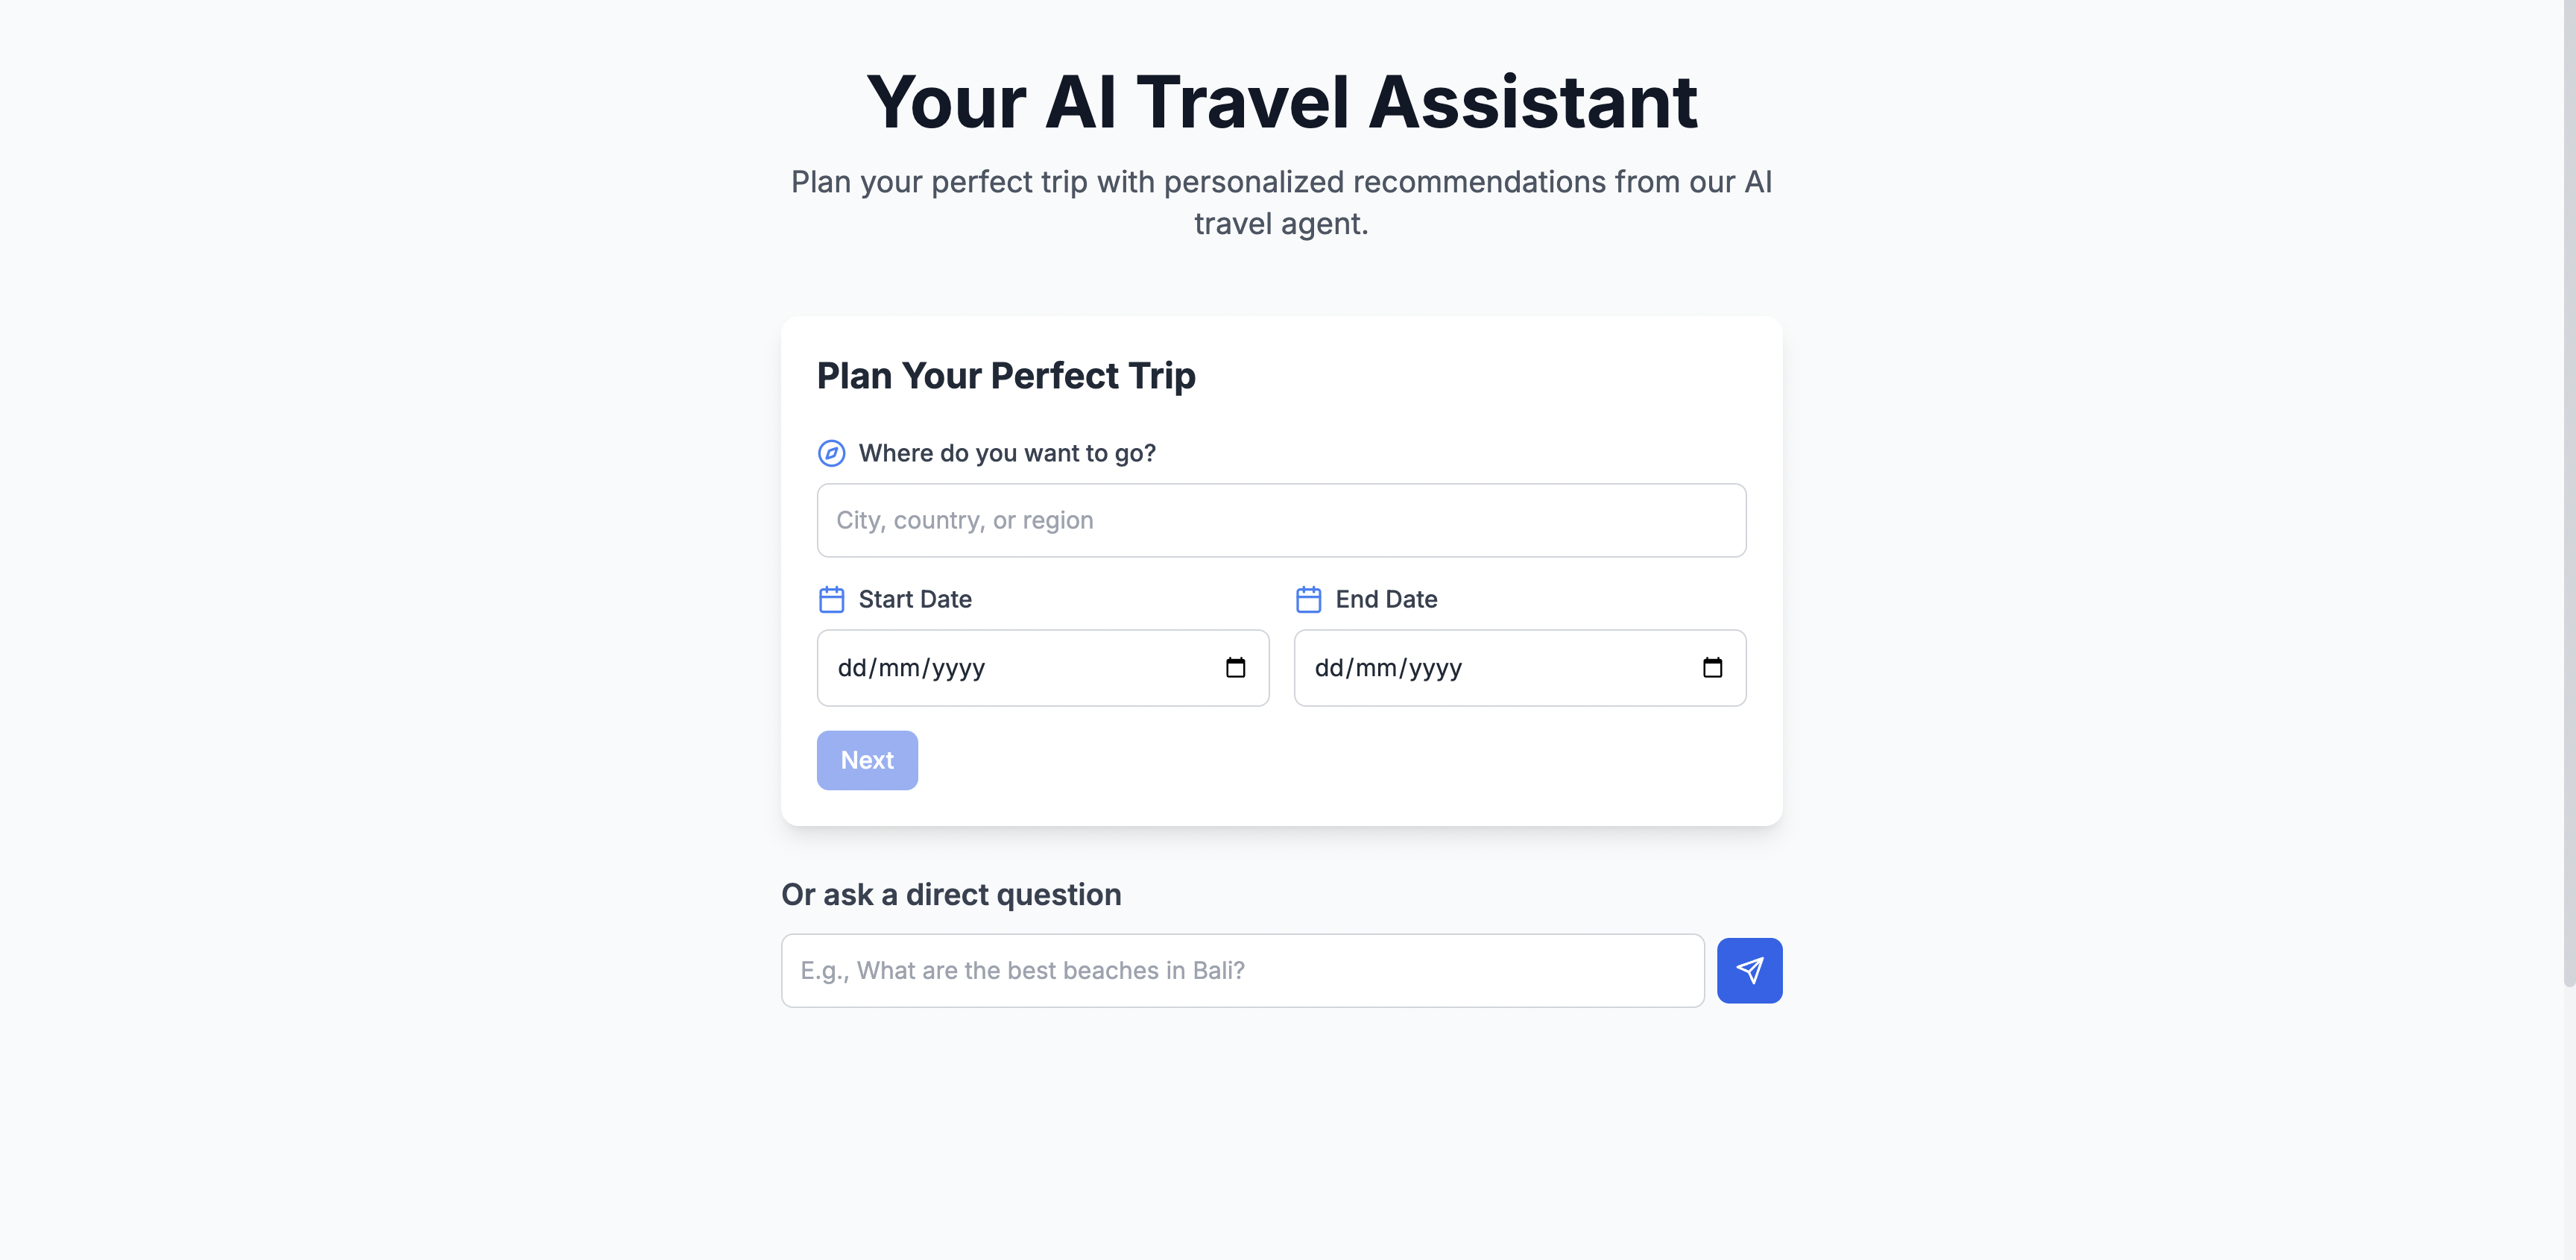 Your AI Travel Assistant
Plan your perfect trip with personalized recommendations from our AI
travel agent.
Plan Your Perfect Trip
Where do you want to go?
City, country, or region
Start Date
End Date
dd/mm/yyyy
dd/mm/yyyy
Next
Or ask a direct question
E.g., What are the best beaches in Bali?